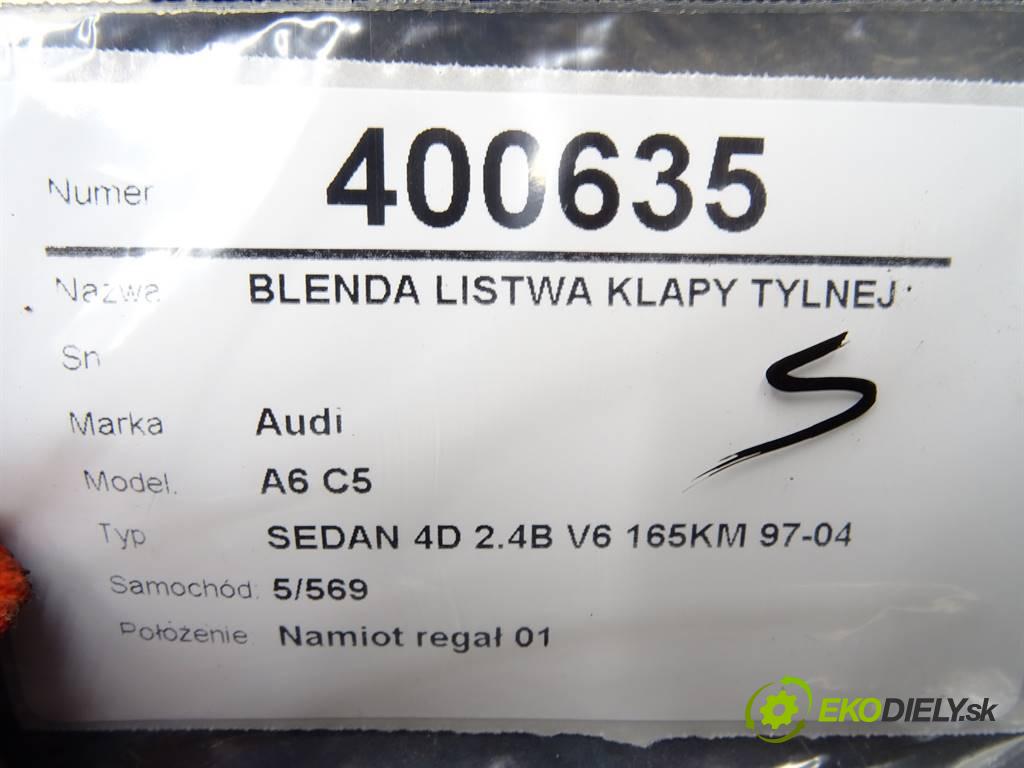 Numer 400635
Nazwa BLENDA LISTWA KLAPY TYLNEJ
Sn
S
Marka Audi
Model. A6 C5
Typ SEDAN 4D 2.4B V6 165KM 97-04
Samochód: 5/569
Położenie Namiot regał 01
EKODIELY.sk